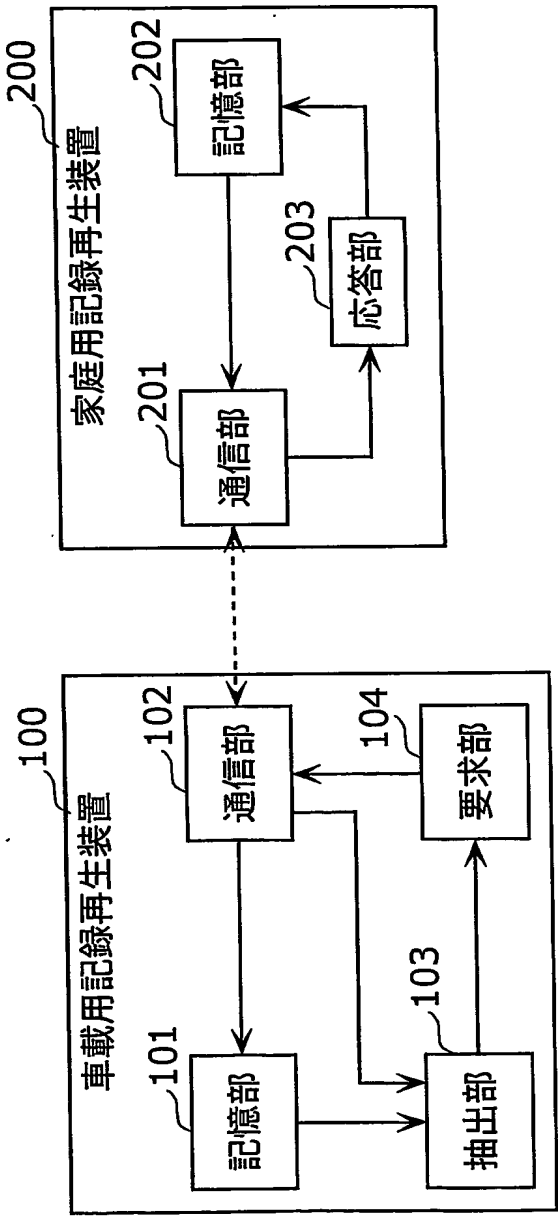 100
車載用記録再生装置
101
記憶部
102
通信部
103
抽出部
104
要求部
200
家庭用記録再生装置
201
通信部
202
記憶部
203
応答部